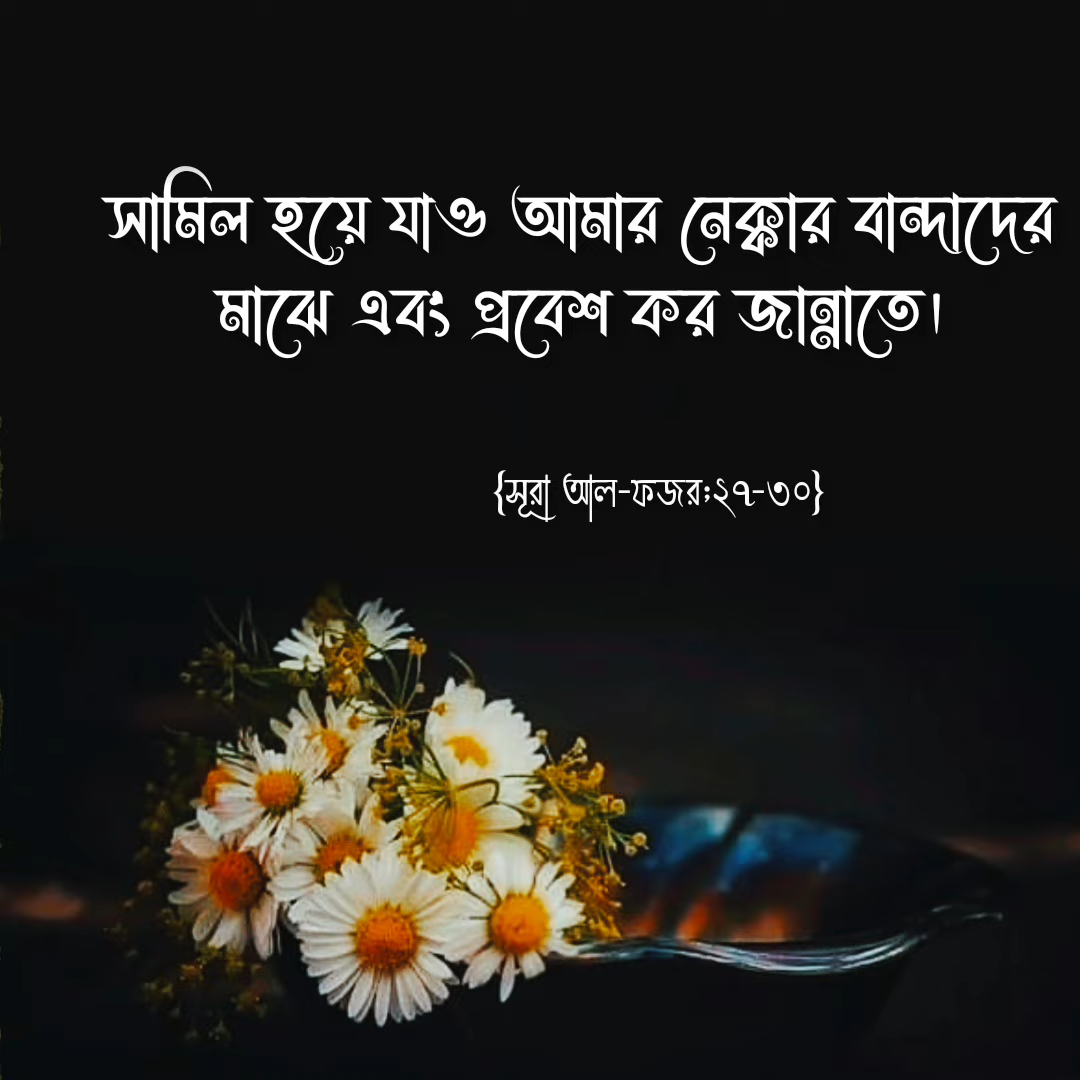 সামিল হয়ে যাও আমার নেক্কার বান্দাদের
মাঝে এবং প্রবেশ কর জান্নাতে।
{সূরা আল-ফজর;২৭-৩০}